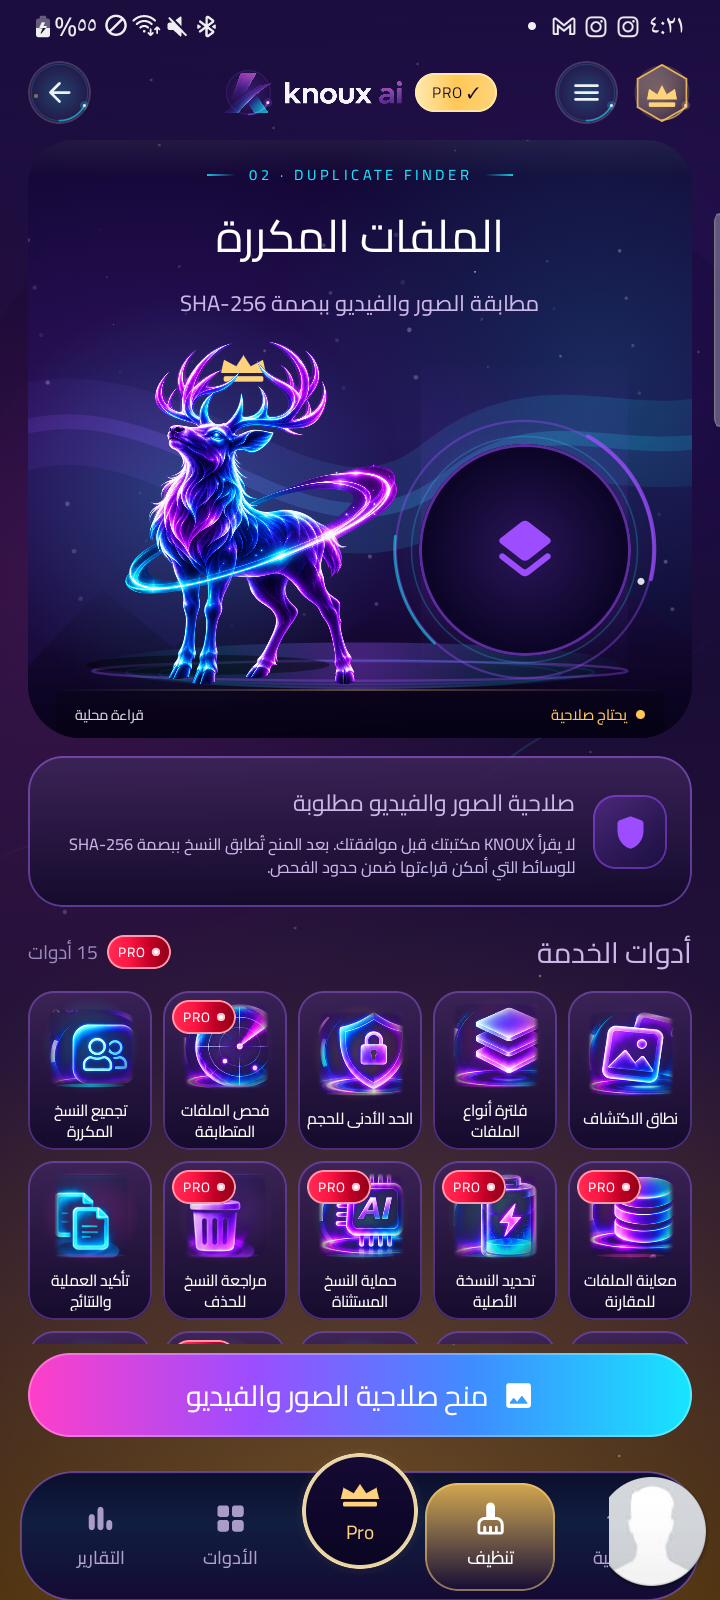 ٤:٢١
%٥٥
knoux ai
PRO ✓
02 · DUPLICATE FINDER
الملفات المكررة
مطابقة الصور والفيديو ببصمة SHA-256
يحتاج صلاحية
قراءة محلية
صلاحية الصور والفيديو مطلوبة
لا يقرأ KNOUX مكتبتك قبل موافقتك. بعد المنح تُطابق النسخ ببصمة SHA-256
للوسائط التي أمكن قراءتها ضمن حدود الفحص.
أدوات الخدمة
PRO
15 أدوات
نطاق الاكتشاف
فلترة أنواع
الملفات
الحد الأدنى للحجم
PRO
فحص الملفات
المتطابقة
تجميع النسخ
المكررة
PRO
معاينة الملفات
للمقارنة
PRO
تحديد النسخة
الأصلية
PRO
AI
حماية النسخ
المستثناة
PRO
مراجعة النسخ
للحذف
تأكيد العملية
والنتائج
منح صلاحية الصور والفيديو
تنظيف
Pro
الأدوات
التقارير